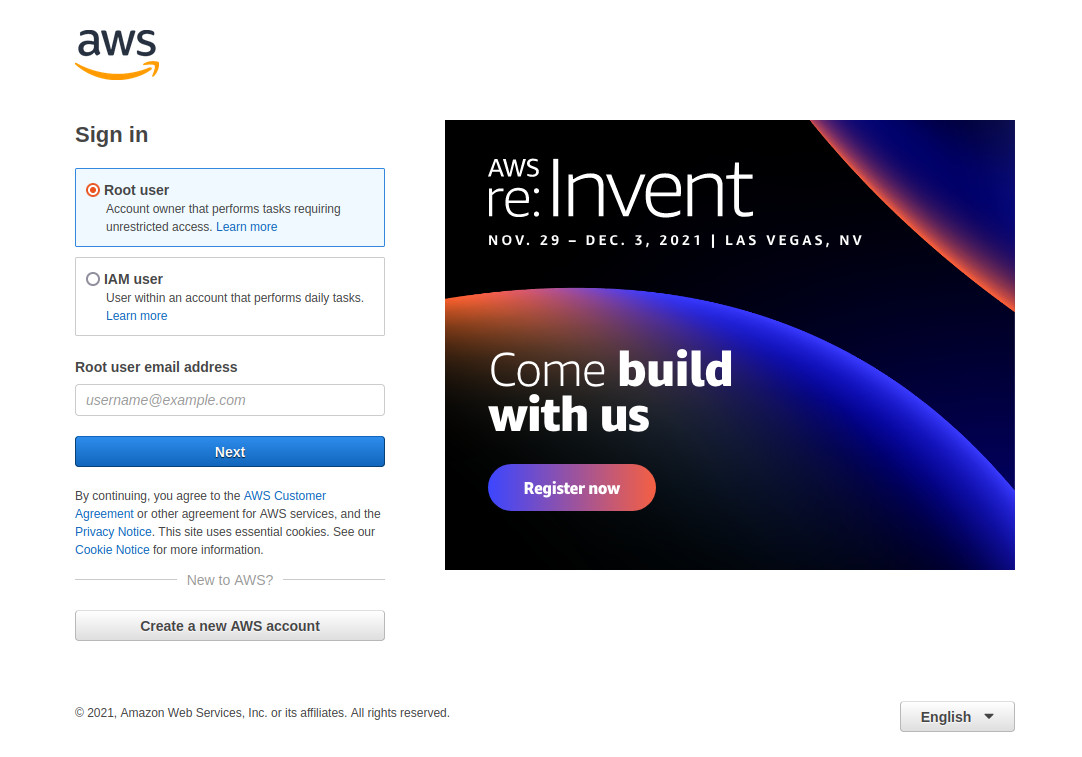 aws
Sign in
Root user
Account owner that performs tasks requiring
unrestricted access. Learn more
IAM user
User within an account that performs daily tasks.
Learn more
Root user email address
username@example.com
Next
By continuing, you agree to the AWS Customer
Agreement or other agreement for AWS services, and the
Privacy Notice. This site uses essential cookies. See our
Cookie Notice for more information.
New to AWS?
Create a new AWS account
AWS
re:Invent
NOV. 29 – DEC. 3, 2021 | LAS VEGAS, NV
Come build
with us
Register now
© 2021, Amazon Web Services, Inc. or its affiliates. All rights reserved.
English